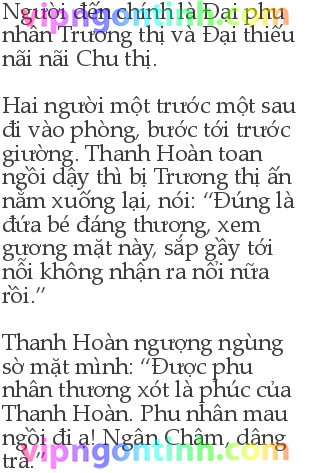 Người đến chính là Đại phu
nhân Trương thị và Đại thiếu
nãi nãi Chu thị.
Hai người một trước một sau
đi vào phòng, bước tới trước
giường. Thanh Hoàn toan
ngồi dậy thì bị Trương thị ấn
nằm xuống lại, nói: “Đúng là
đứa bé đáng thương, xem
gương mặt này, sắp gầy tới
nỗi không nhận ra nổi nữa
rồi.”
Thanh Hoàn ngượng ngùng
sờ mặt mình: “Được phu
nhân thương xót là phúc của
Thanh Hoàn. Phu nhân mau
ngồi đi ạ! Ngân Châm, dâng
trà.”
vipngontinh.com
vipngontinh.com